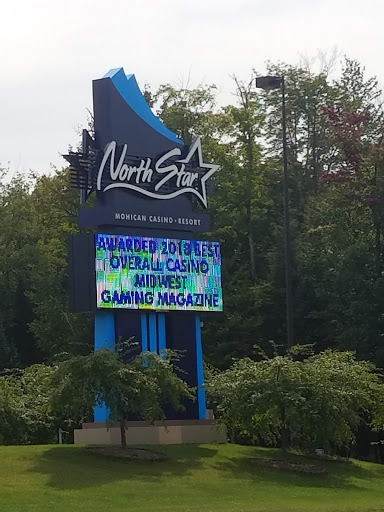 North Star
MOHICAN CASINO • RESORT
AWARDED 2018 BEST
OVERALL CASINO
MIDWEST
GAMING MAGAZINE